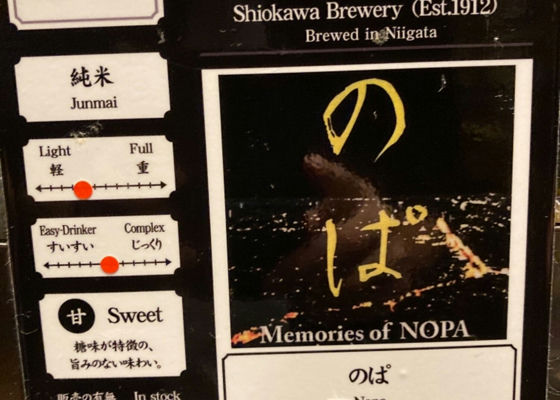 Shiokawa Brewery (Est.1912)
Brewed in Niigata
純米
Junmai
Light Full
軽 重
Easy-Drinker Complex
すいすい じっくり
甘 Sweet
糖味が特徴の、
旨みのない味わい。
販売の有無 In stock
のぱ
Memories of NOPA
のぱ
Nopa